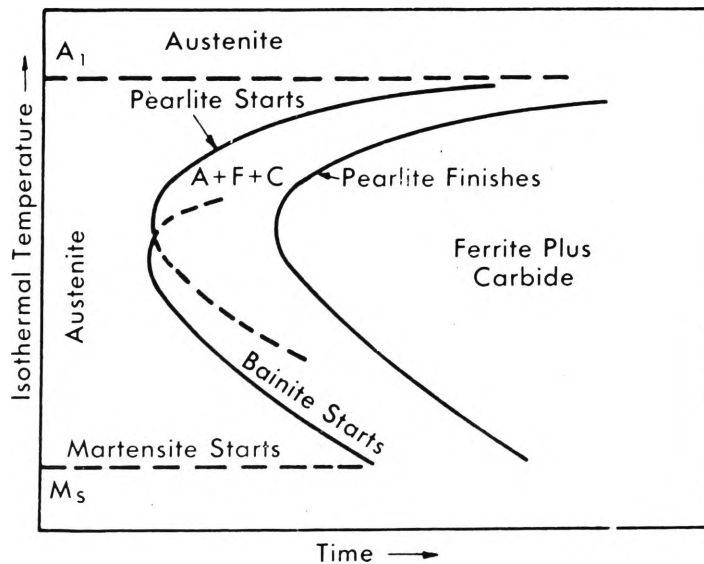 Austenite
A1
Pearlite Starts
A+F+C
Pearlite Finishes
Isothermal Temperature
Austenite
Ferrite Plus
Carbide
Bainite Starts
Martensite Starts
Ms
Time